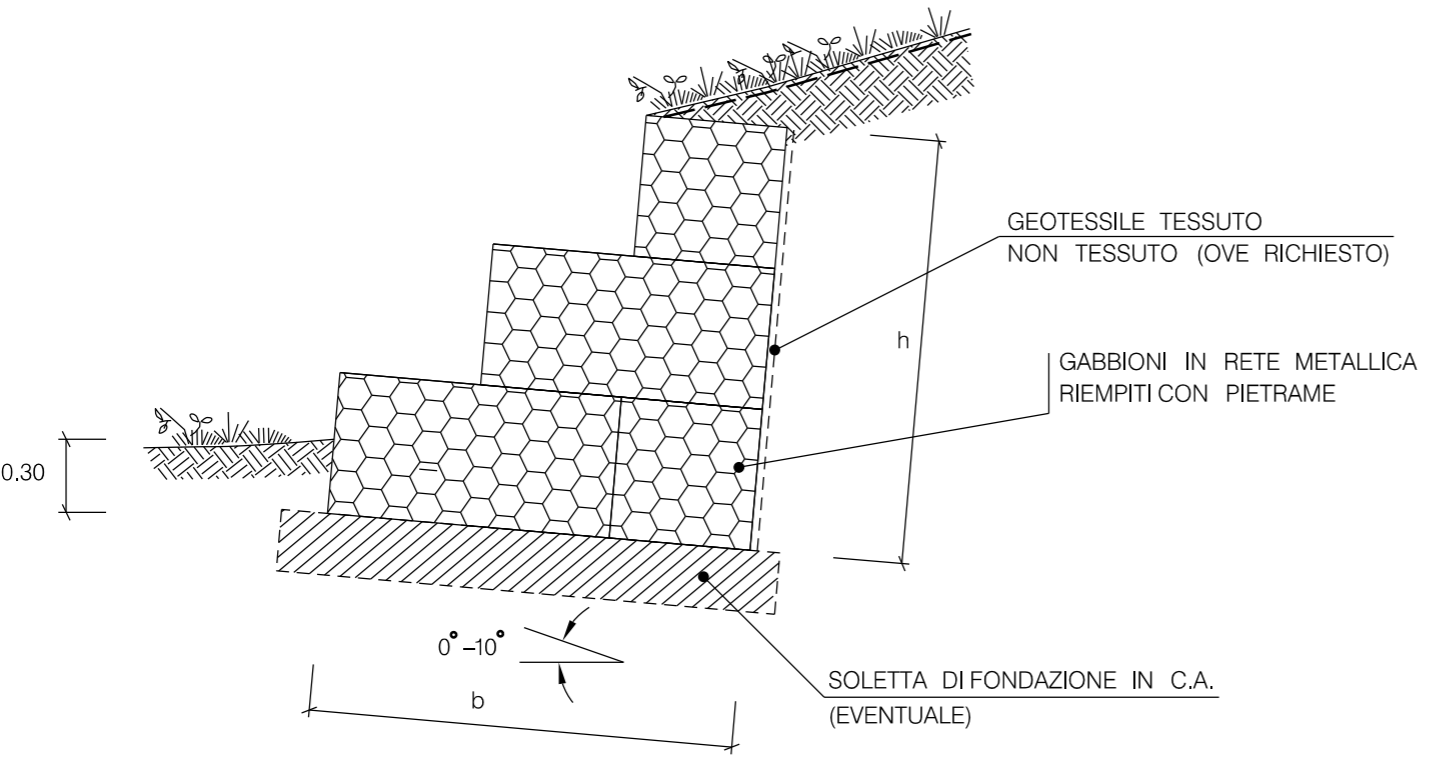 GEOTESSILE TESSUTO
NON TESSUTO (OVE RICHIESTO)
h
GABBIONI IN RETE METALLICA
RIEMPITI CON PIETRAME
0.30
0°-10°
b
SOLETTA DI FONDAZIONE IN C.A.
(EVENTUALE)